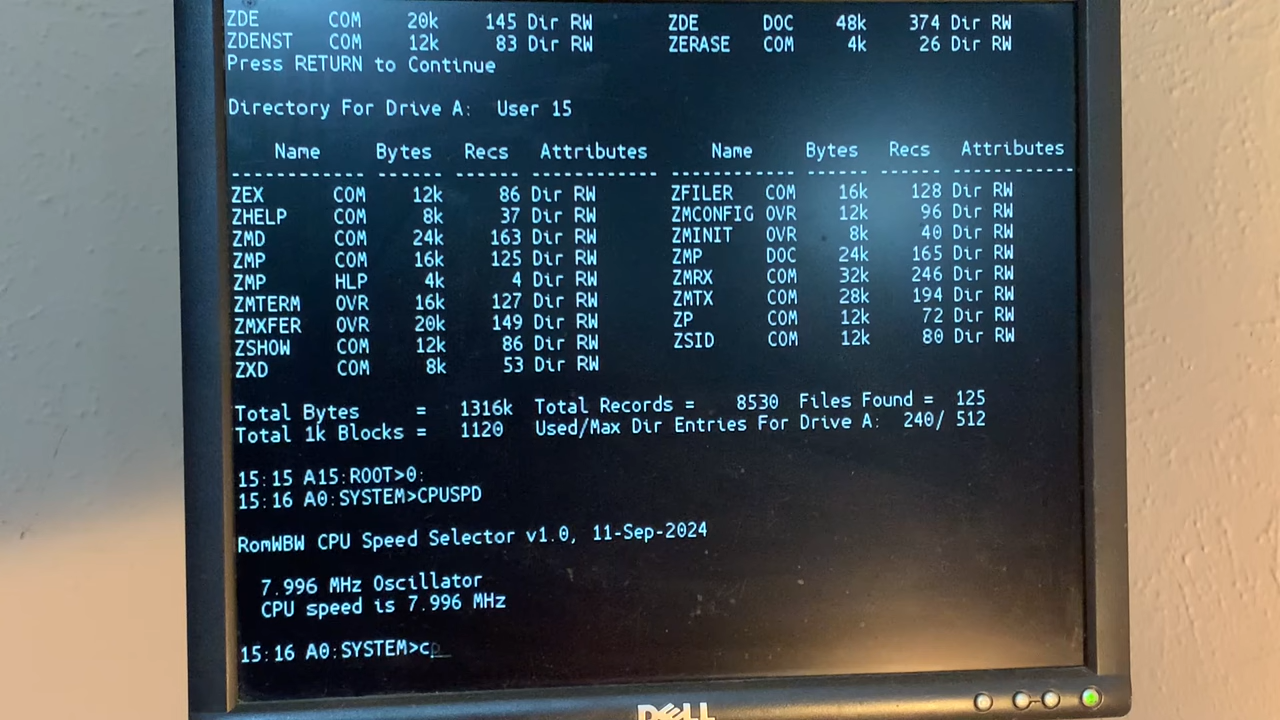 ZDE COM 20k 145 Dir RW ZDE DOC 48k 374 Dir RW
ZDENST COM 12k 83 Dir RW ZERASE COM 4k 26 Dir RW
Press RETURN to Continue
Directory For Drive A: User 15
Name Bytes Recs Attributes Name Bytes Recs Attributes
------------ ------ ------ ------------ ------------ ------ ------ ------------
ZEX COM 12k 86 Dir RW ZFILER COM 16k 128 Dir RW
ZHELP COM 8k 37 Dir RW ZMCONFIG OVR 12k 96 Dir RW
ZMD COM 24k 163 Dir RW ZMINIT OVR 8k 40 Dir RW
ZMP COM 16k 125 Dir RW ZMP DOC 24k 165 Dir RW
ZMP HLP 4k 4 Dir RW ZMRX COM 32k 246 Dir RW
ZMTERM OVR 16k 127 Dir RW ZMTX COM 28k 194 Dir RW
ZMXFER OVR 20k 149 Dir RW ZP COM 12k 72 Dir RW
ZSHOW COM 12k 86 Dir RW ZSID COM 12k 80 Dir RW
ZXD COM 8k 53 Dir RW
Total Bytes = 1316k Total Records = 8530 Files Found = 125
Total 1k Blocks = 1120 Used/Max Dir Entries For Drive A: 240/ 512
15:15 A15:ROOT>0:
15:16 A0:SYSTEM>CPUSPD
RomWBW CPU Speed Selector v1.0, 11-Sep-2024
7.996 MHz Oscillator
CPU speed is 7.996 MHz
15:16 A0:SYSTEM>cp_
DELL